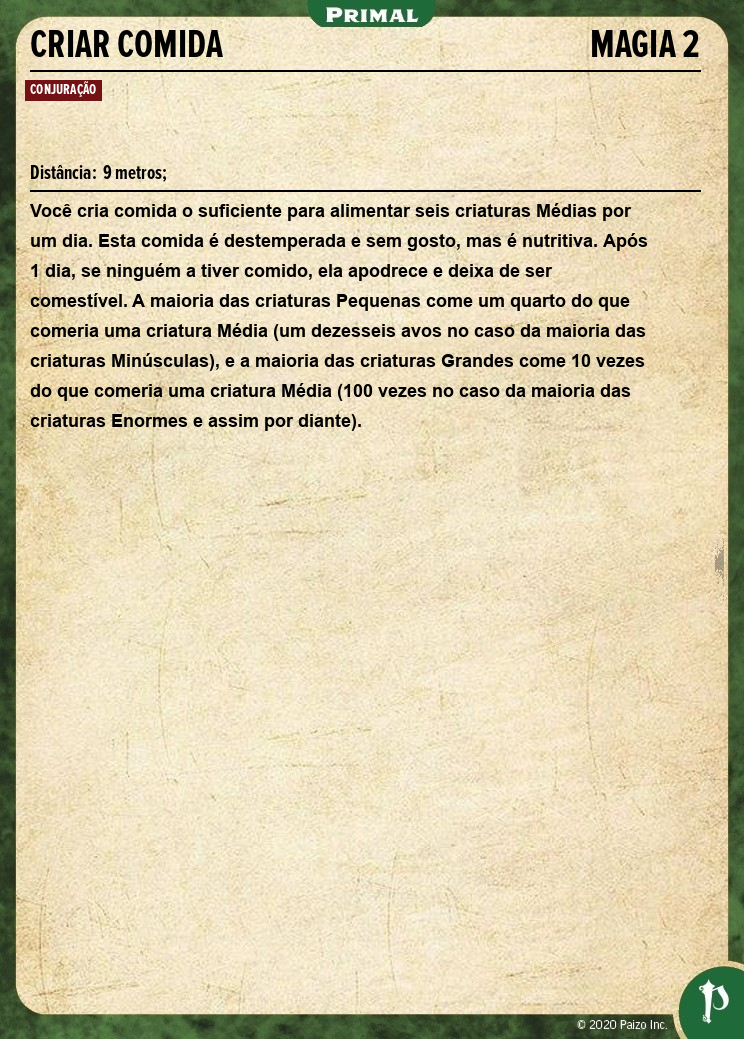 PRIMAL
CRIAR COMIDA MAGIA 2
CONJURAÇÃO
Distância: 9 metros;
Você cria comida o suficiente para alimentar seis criaturas Médias por
um dia. Esta comida é destemperada e sem gosto, mas é nutritiva. Após
1 dia, se ninguém a tiver comido, ela apodrece e deixa de ser
comestível. A maioria das criaturas Pequenas come um quarto do que
comeria uma criatura Média (um dezesseis avos no caso da maioria das
criaturas Minúsculas), e a maioria das criaturas Grandes come 10 vezes
do que comeria uma criatura Média (100 vezes no caso da maioria das
criaturas Enormes e assim por diante).
© 2020 Paizo Inc.